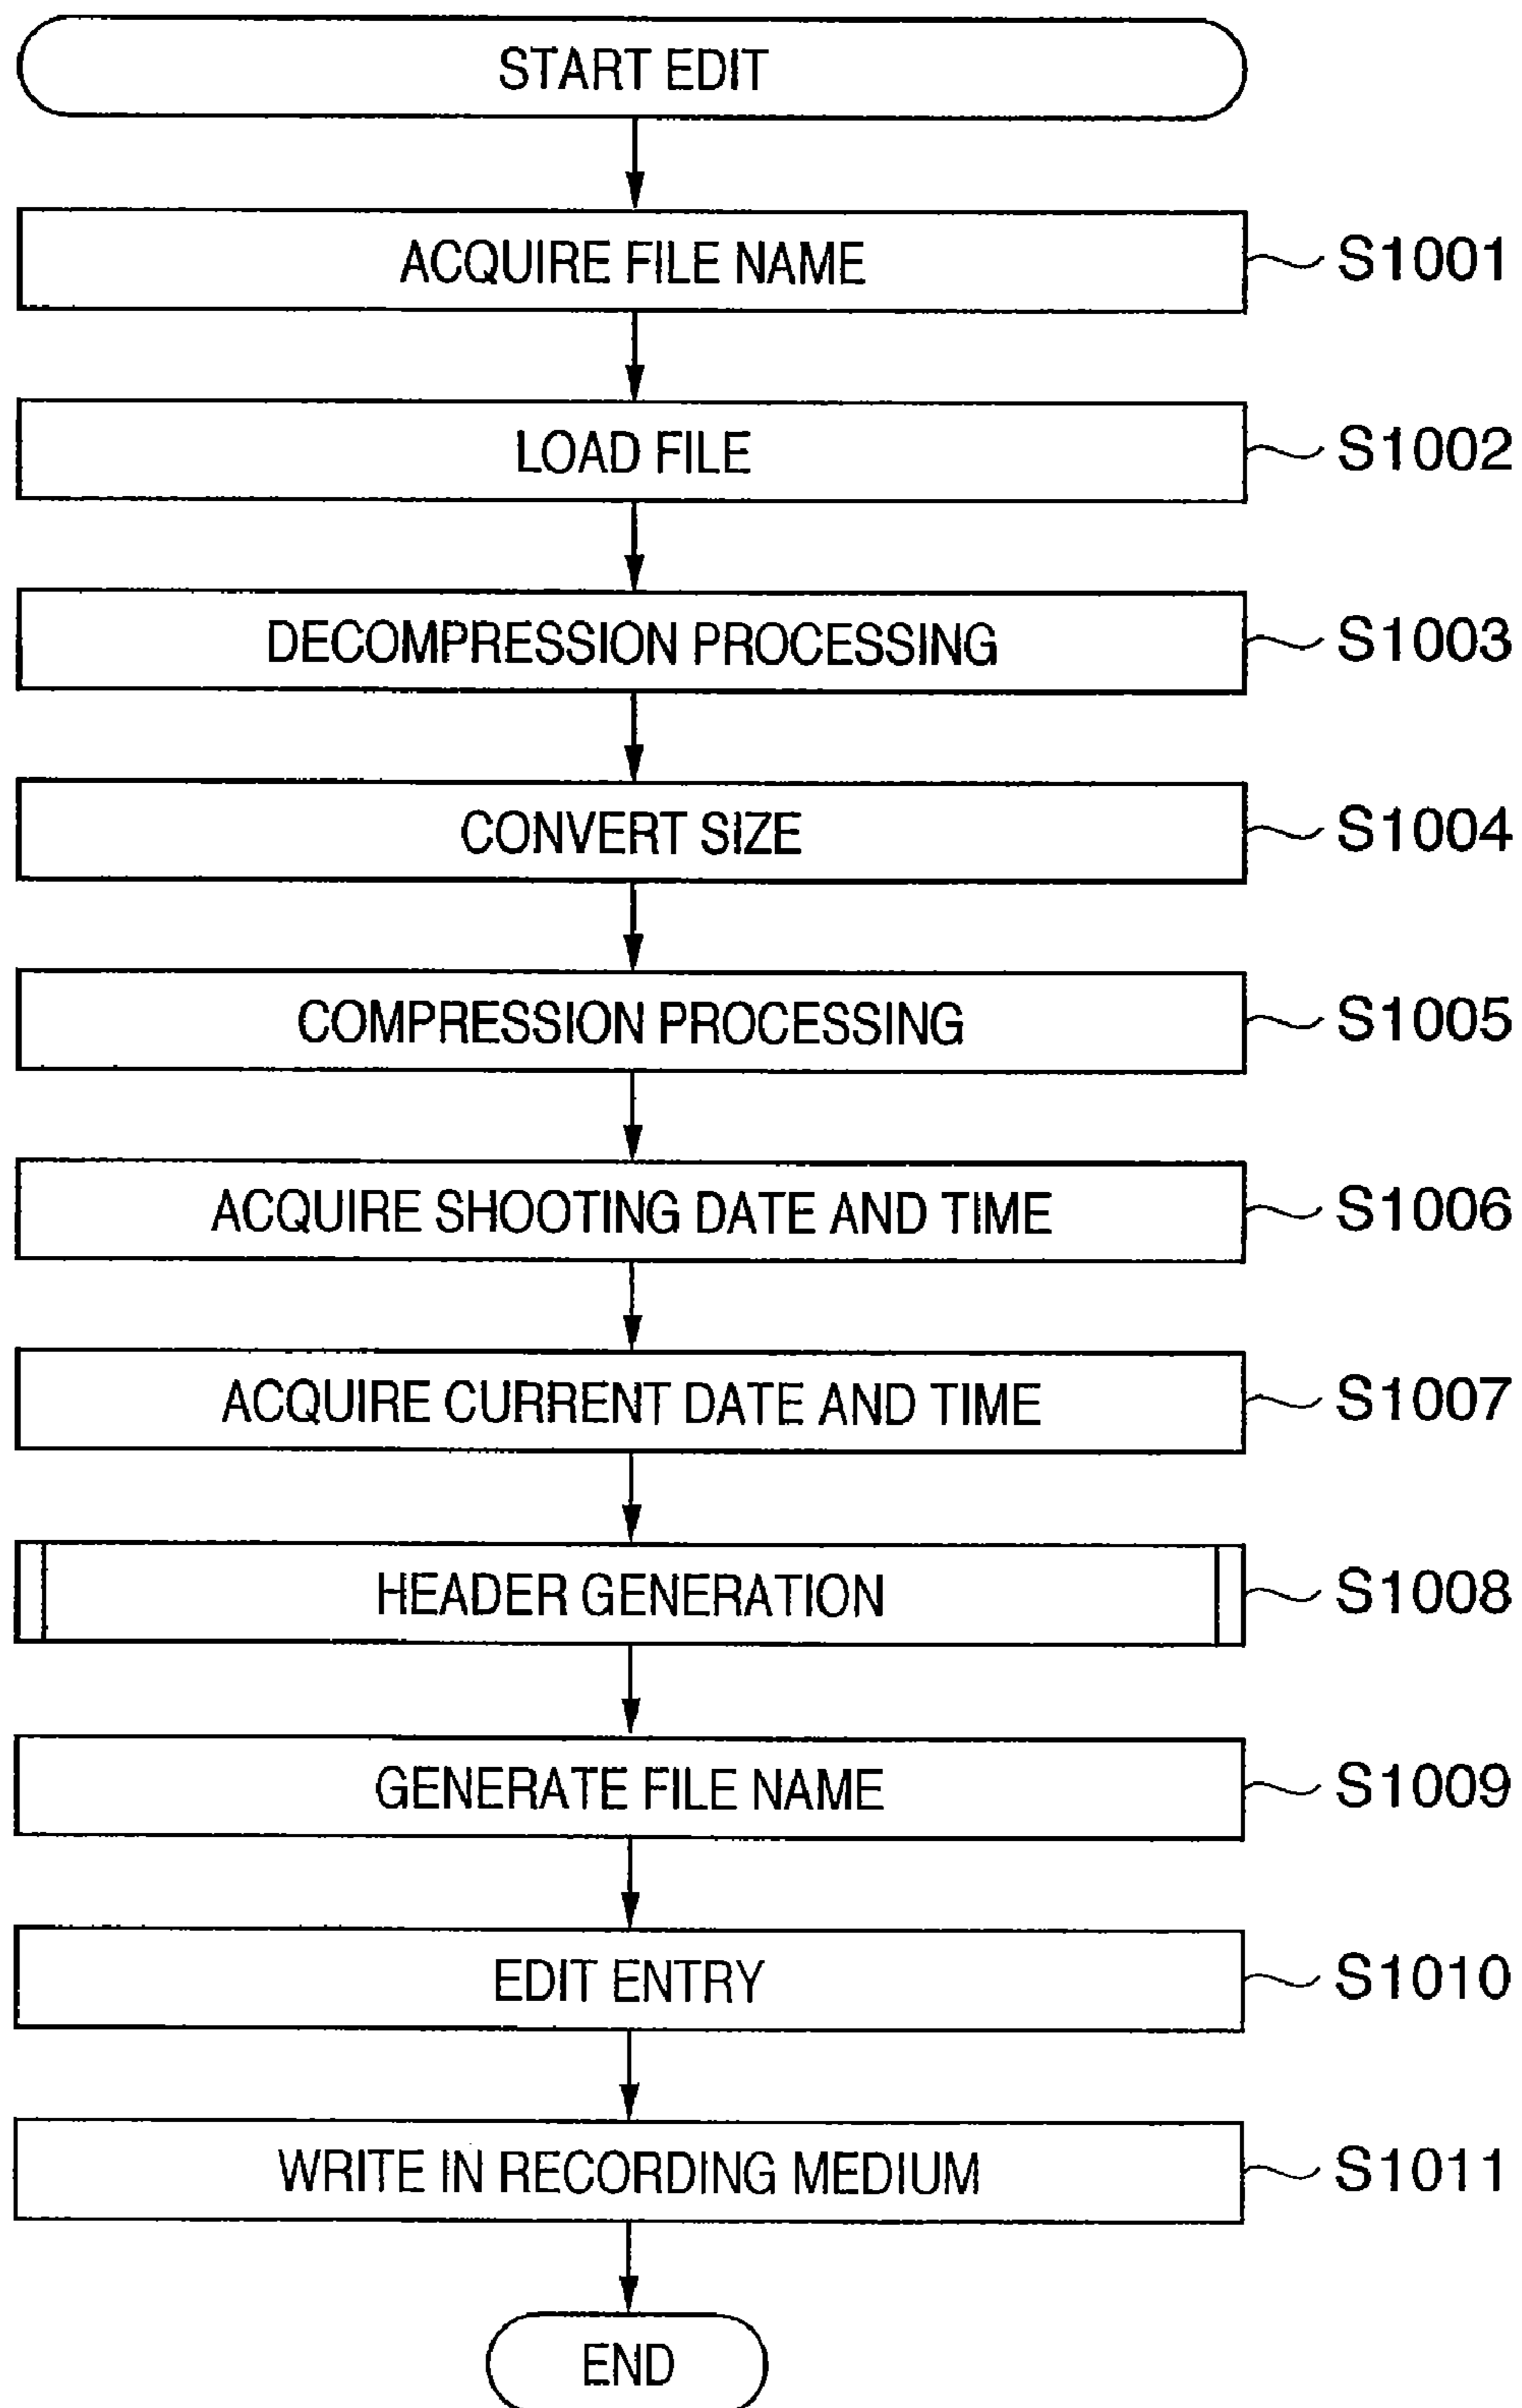 START EDIT
ACQUIRE FILE NAME S1001
LOAD FILE S1002
DECOMPRESSION PROCESSING S1003
CONVERT SIZE S1004
COMPRESSION PROCESSING S1005
ACQUIRE SHOOTING DATE AND TIME S1006
ACQUIRE CURRENT DATE AND TIME S1007
HEADER GENERATION S1008
GENERATE FILE NAME S1009
EDIT ENTRY S1010
WRITE IN RECORDING MEDIUM S1011
END